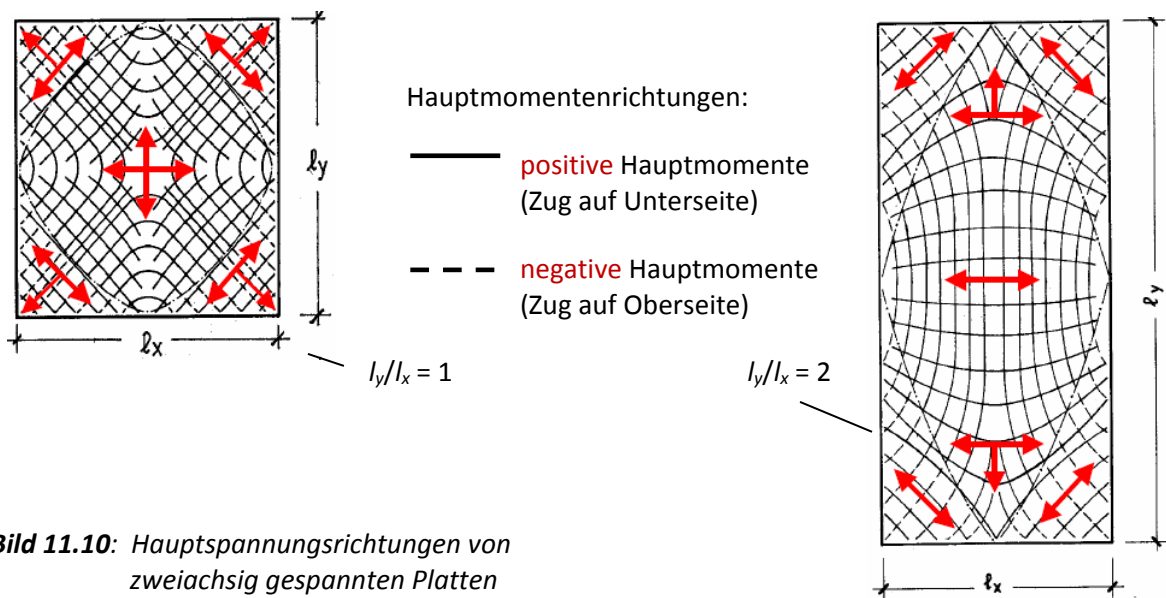 Hauptmomentenrichtungen:
positive Hauptmomente
(Zug auf Unterseite)
negative Hauptmomente
(Zug auf Oberseite)
ℓy
ℓx
ly/lx = 1
ly/lx = 2
ℓy
ℓx
Bild 11.10: Hauptspannungsrichtungen von
zweiachsig gespannten Platten